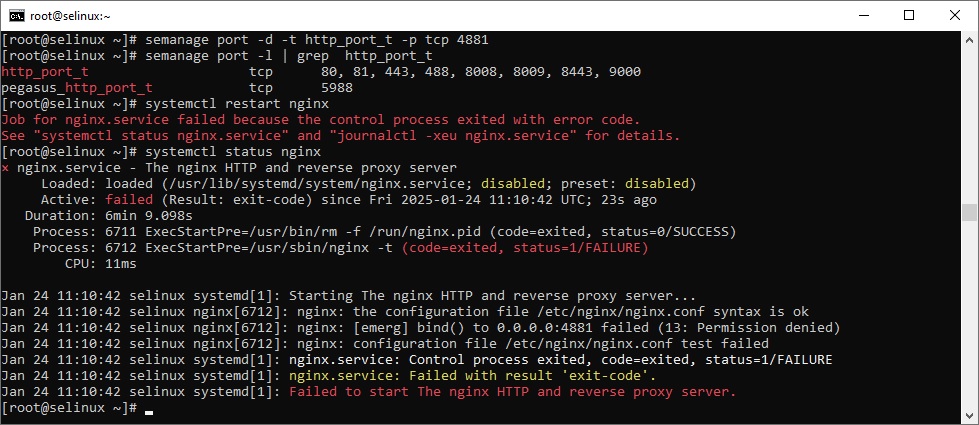 root@selinux:~
[root@selinux ~]# semanage port -d -t http_port_t -p tcp 4881
[root@selinux ~]# semanage port -l | grep  http_port_t
http_port_t                    tcp      80, 81, 443, 488, 8008, 8009, 8443, 9000
pegasus_http_port_t            tcp      5988
[root@selinux ~]# systemctl restart nginx
Job for nginx.service failed because the control process exited with error code.
See "systemctl status nginx.service" and "journalctl -xeu nginx.service" for details.
[root@selinux ~]# systemctl status nginx
× nginx.service - The nginx HTTP and reverse proxy server
     Loaded: loaded (/usr/lib/systemd/system/nginx.service; disabled; preset: disabled)
     Active: failed (Result: exit-code) since Fri 2025-01-24 11:10:42 UTC; 23s ago
   Duration: 6min 9.098s
    Process: 6711 ExecStartPre=/usr/bin/rm -f /run/nginx.pid (code=exited, status=0/SUCCESS)
    Process: 6712 ExecStartPre=/usr/sbin/nginx -t (code=exited, status=1/FAILURE)
        CPU: 11ms

Jan 24 11:10:42 selinux systemd[1]: Starting The nginx HTTP and reverse proxy server...
Jan 24 11:10:42 selinux nginx[6712]: nginx: the configuration file /etc/nginx/nginx.conf syntax is ok
Jan 24 11:10:42 selinux nginx[6712]: nginx: [emerg] bind() to 0.0.0.0:4881 failed (13: Permission denied)
Jan 24 11:10:42 selinux nginx[6712]: nginx: configuration file /etc/nginx/nginx.conf test failed
Jan 24 11:10:42 selinux systemd[1]: nginx.service: Control process exited, code=exited, status=1/FAILURE
Jan 24 11:10:42 selinux systemd[1]: nginx.service: Failed with result 'exit-code'.
Jan 24 11:10:42 selinux systemd[1]: Failed to start The nginx HTTP and reverse proxy server.
[root@selinux ~]#